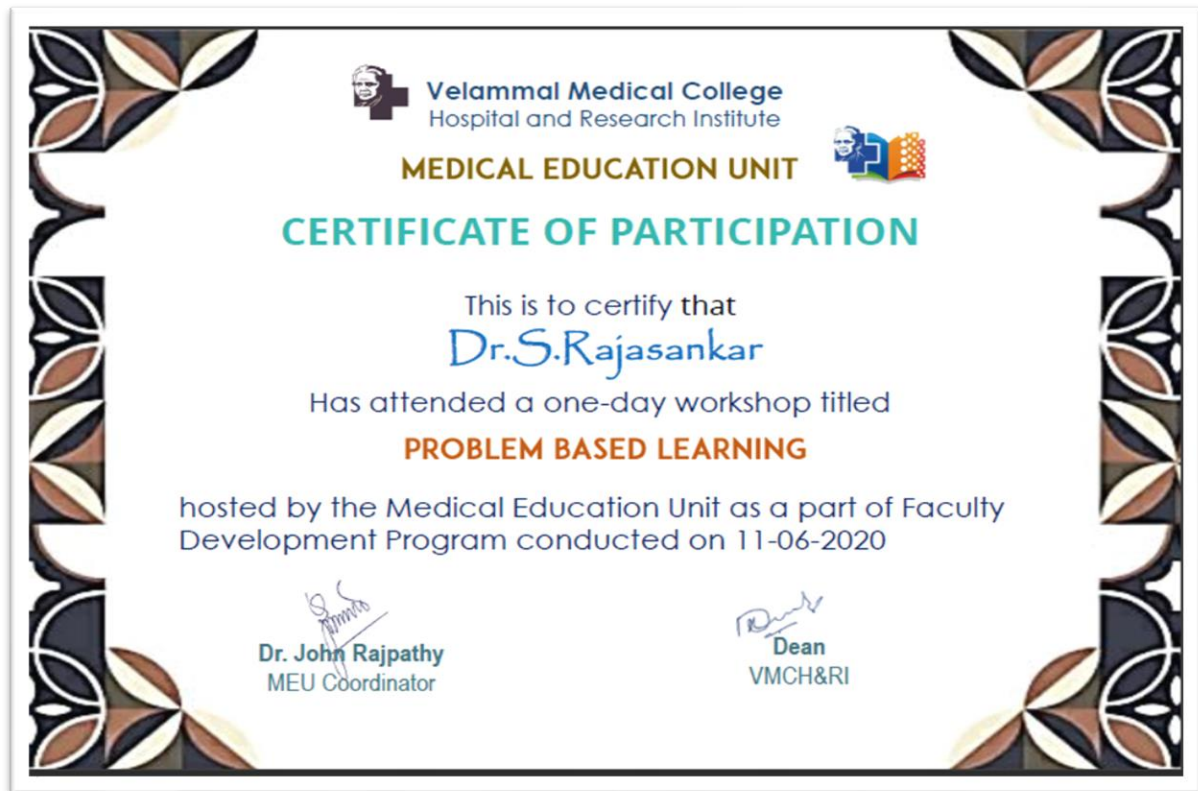 Velammal Medical College
Hospital and Research Institute
MEDICAL EDUCATION UNIT
CERTIFICATE OF PARTICIPATION
This is to certify that
Dr.S.Rajasankar
Has attended a one-day workshop titled
PROBLEM BASED LEARNING
hosted by the Medical Education Unit as a part of Faculty
Development Program conducted on 11-06-2020
Dr. John Rajpathy
MEU Coordinator
Dean
VMCH&RI